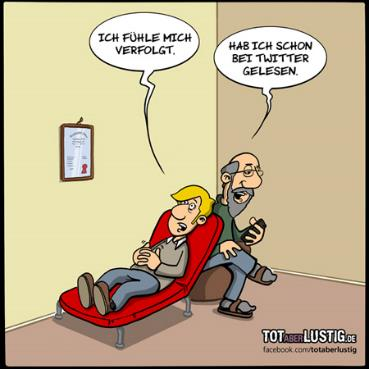 ICH FÜHLE MICH
VERFOLGT.
HAB ICH SCHON
BEI TWITTER
GELESEN.
TOTABERLUSTIG.DE
facebook.com/totaberlustig